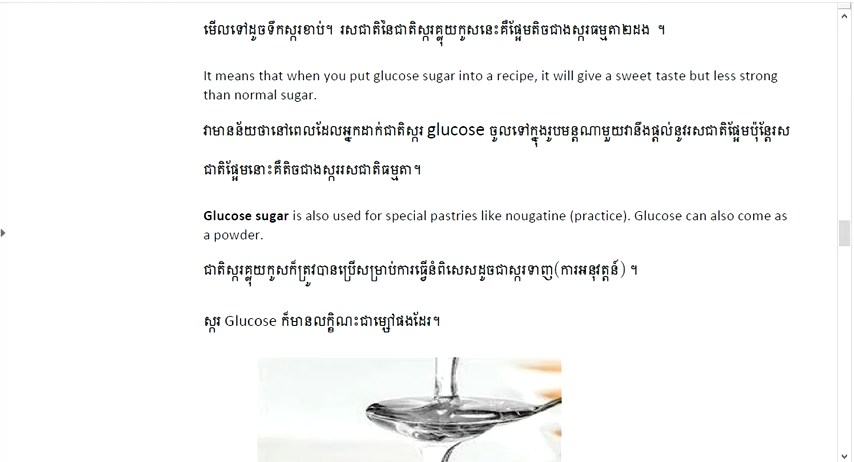 មើលទៅដូចទឹកស្ករខាប់។ រសជាតិនៃជាតិស្ករគ្លុយកូសនេះគឺផ្អែមតិចជាងស្ករធម្មតា២ដង ។
It means that when you put glucose sugar into a recipe, it will give a sweet taste but less strong
than normal sugar.
វាមានន័យថានៅពេលដែលអ្នកដាក់ជាតិស្ករ glucose ចូលទៅក្នុងរូបមន្តណាមួយវានឹងផ្តល់នូវរសជាតិផ្អែមប៉ុន្តែរស
ជាតិផ្អែមនោះគឺតិចជាងស្កររសជាតិធម្មតា។
Glucose sugar is also used for special pastries like nougatine (practice). Glucose can also come as
a powder.
ជាតិស្ករគ្លុយកូសក៏ត្រូវបានប្រើសម្រាប់ការធ្វើនំពិសេសដូចជាស្ករទាញ(ការអនុវត្តន៍) ។
ស្ករ Glucose ក៏មានលក្ខិណះជាម្សៅផងដែរ។